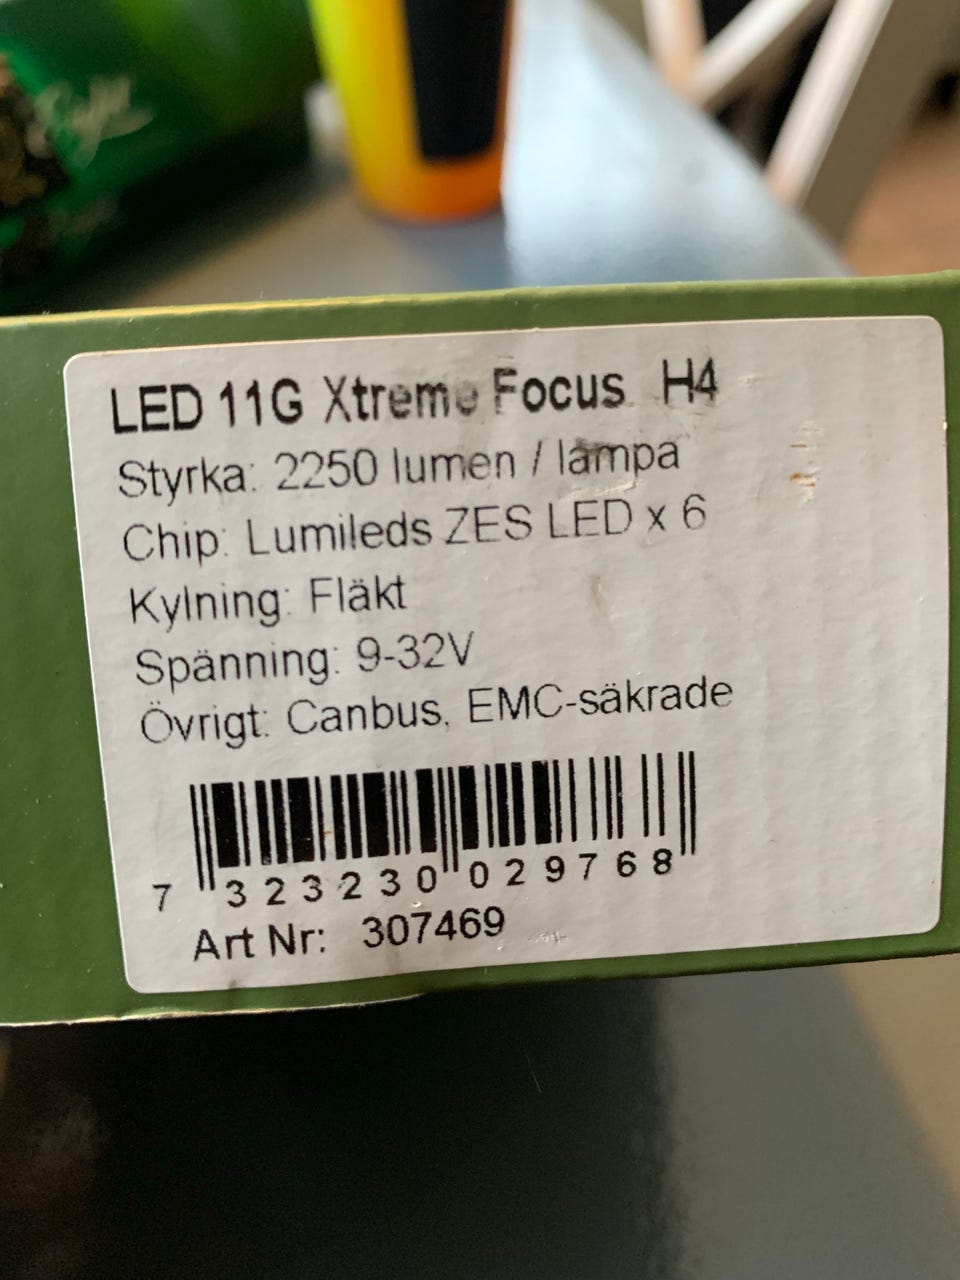 LED 11G Xtreme Focus H4
Styrka: 2250 lumen / lampa
Chip: Lumileds ZES LED x 6
Kylning: Fläkt
Spänning: 9-32V
Övrigt: Canbus, EMC-säkrade
7 323230 029768
Art Nr: 307469